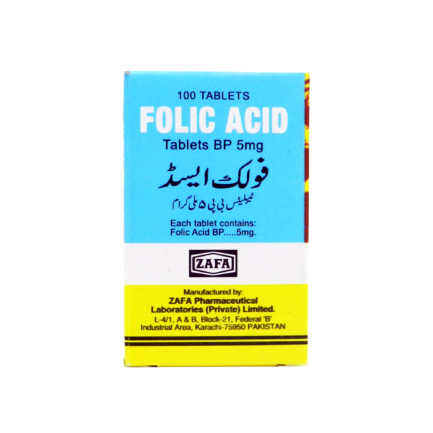 100 TABLETS
FOLIC ACID
Tablets BP 5mg
فولک ایسڈ
ٹیبلیٹس بی پی ۵ ملی گرام
Each tablet contains:
Folic Acid BP.....5mg.
ZAFA
Manufactured by:
ZAFA Pharmaceutical
Laboratories (Private) Limited.
L-4/1, A & B, Block-21, Federal 'B'
Industrial Area, Karachi-75950 PAKISTAN